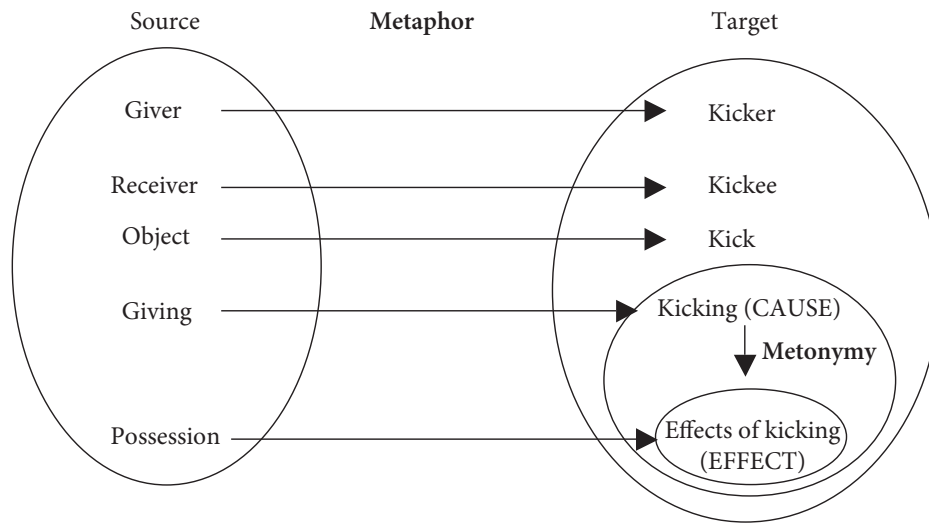 Source Metaphor Target
Giver Kicker
Receiver Kickee
Object Kick
Giving Kicking (CAUSE)
Metonymy
Possession Effects of kicking
(EFFECT)